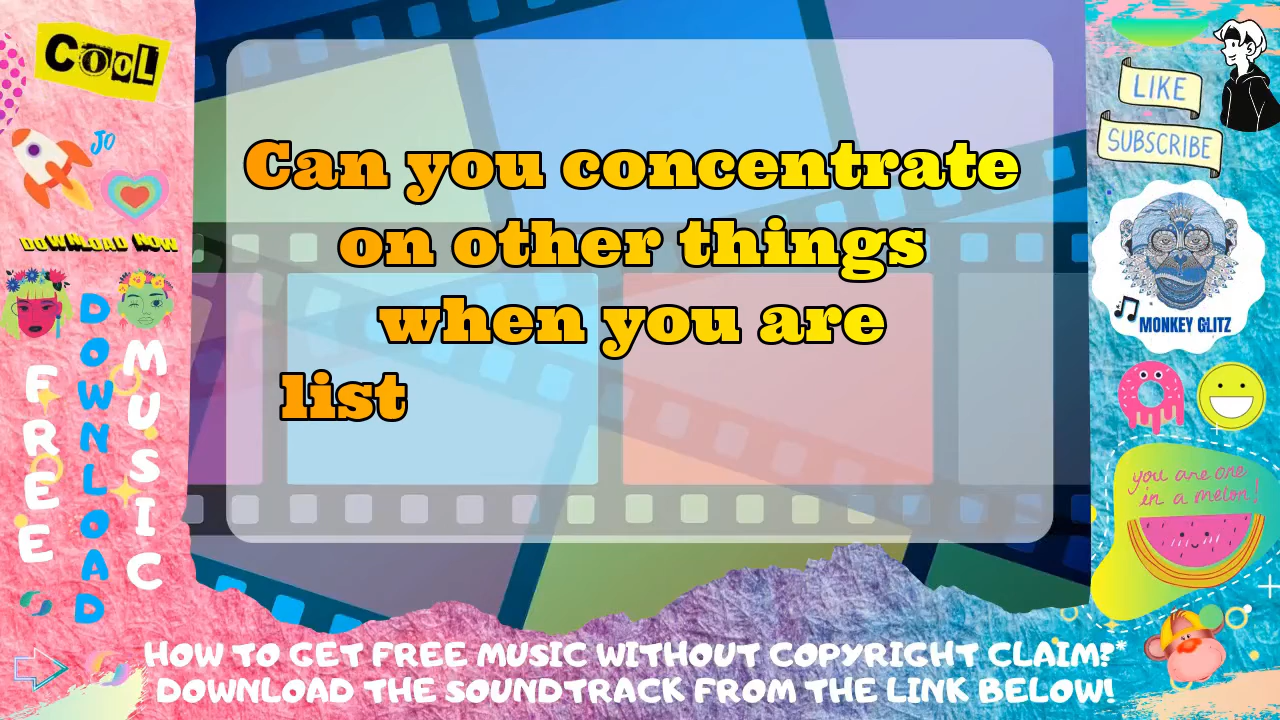 COOL
JO
DOWNLOAD NOW
FREE
DOWNLOAD
MUSIC
Can you concentrate
on other things
when you are
list
LIKE
SUBSCRIBE
MONKEY GLITZ
you are one
in a melon!
HOW TO GET FREE MUSIC WITHOUT COPYRIGHT CLAIM?*
DOWNLOAD THE SOUNDTRACK FROM THE LINK BELOW!